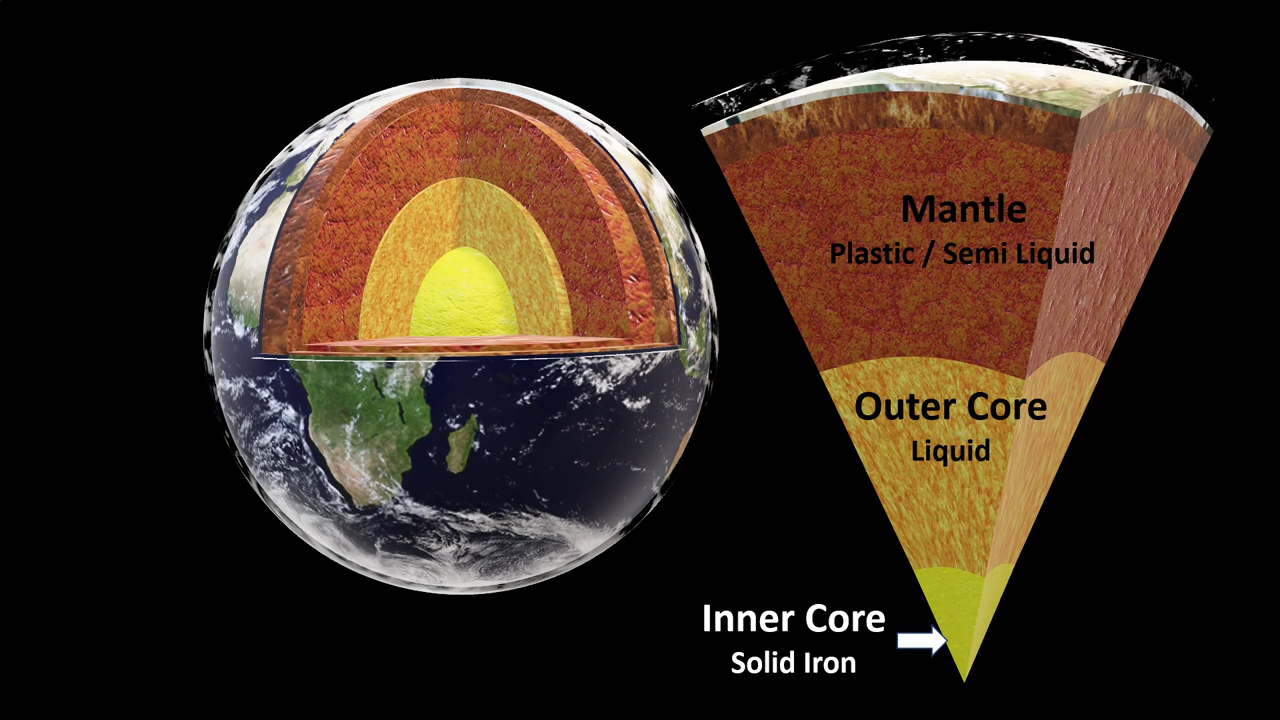 Mantle
Plastic / Semi Liquid
Outer Core
Liquid
Inner Core
Solid Iron